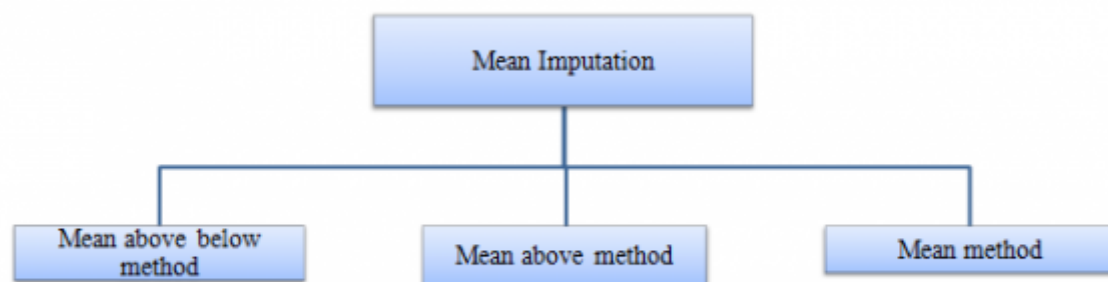 Mean Imputation
Mean above below
method
Mean above method
Mean method